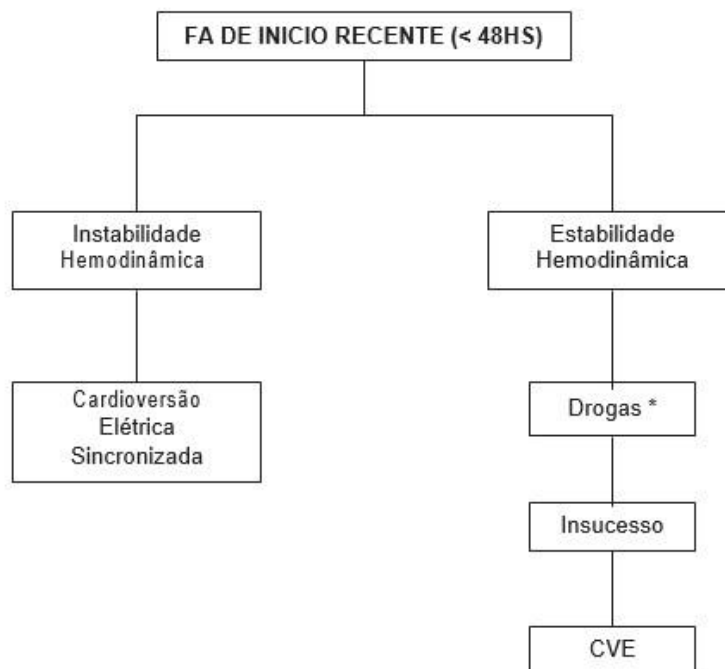 FA DE INICIO RECENTE (< 48HS)
Instabilidade
Hemodinâmica
Estabilidade
Hemodinâmica
Cardioversão
Elétrica
Sincronizada
Drogas *
Insucesso
CVE